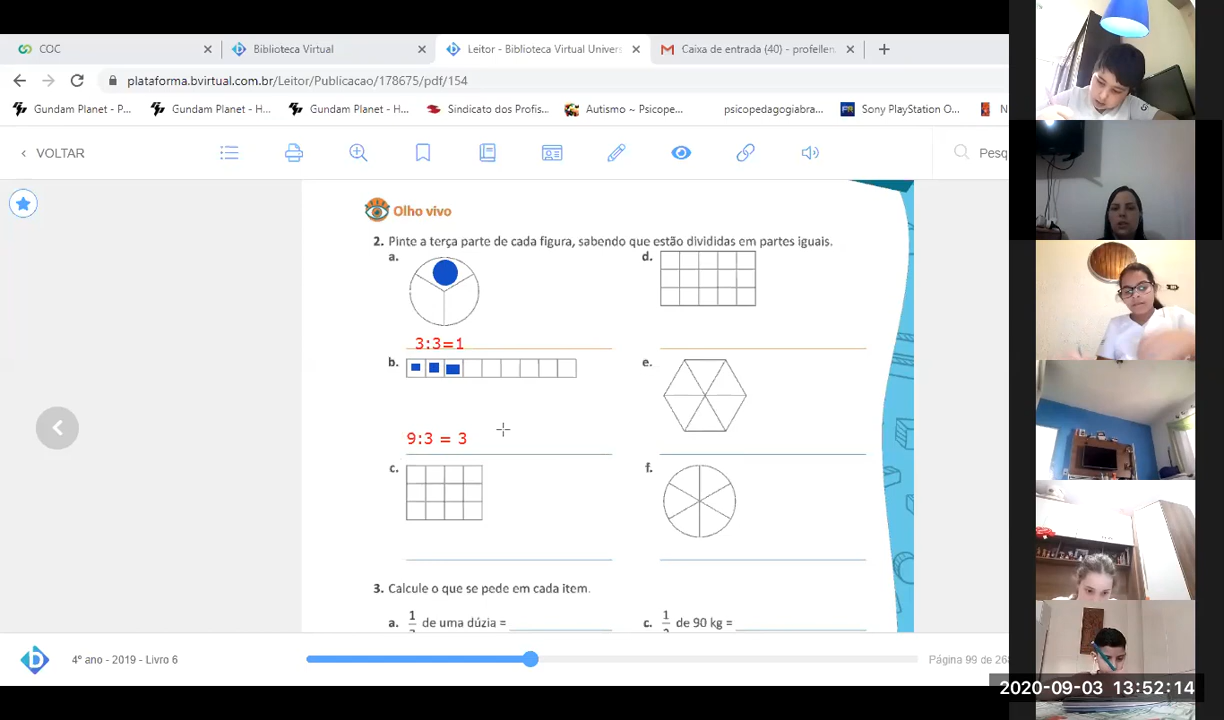 COC
Biblioteca Virtual
Leitor - Biblioteca Virtual Univers
Caixa de entrada (40) - profellen.
plataforma.bvirtual.com.br/Leitor/Publicacao/178675/pdf/154
Gundam Planet - P...
Gundam Planet - H...
Gundam Planet - H...
Sindicato dos Profis...
Autismo ~ Psicope...
psicopedagogiabra...
Sony PlayStation O...
N
VOLTAR
Pesq
Olho vivo
2. Pinte a terça parte de cada figura, sabendo que estão divididas em partes iguais.
a.
d.
3:3=1
b.
e.
9:3 = 3
c.
f.
3. Calcule o que se pede em cada item.
a. 1 de uma dúzia =
c. 1 de 90 kg =
4º ano - 2019 - Livro 6
Página 99 de 268
2020-09-03 13:52:14